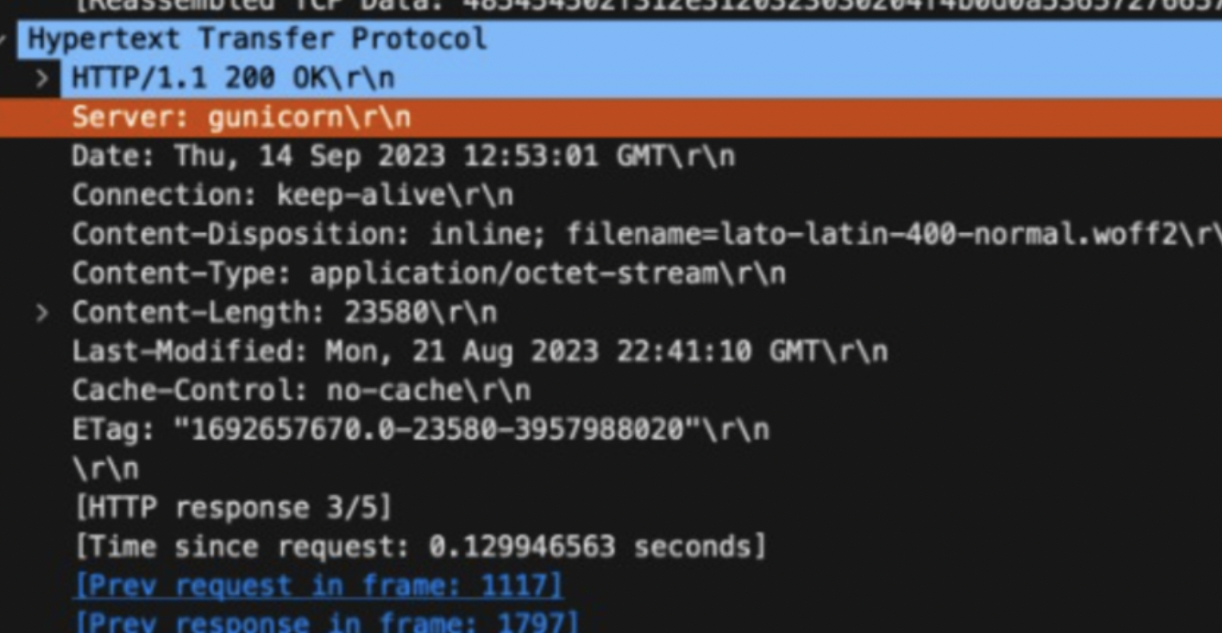 [Reassembled TCP Data:
Hypertext Transfer Protocol
HTTP/1.1 200 OK\r\n
Server: gunicorn\r\n
Date: Thu, 14 Sep 2023 12:53:01 GMT\r\n
Connection: keep-alive\r\n
Content-Disposition: inline; filename=lato-latin-400-normal.woff2\r\
Content-Type: application/octet-stream\r\n
Content-Length: 23580\r\n
Last-Modified: Mon, 21 Aug 2023 22:41:10 GMT\r\n
Cache-Control: no-cache\r\n
ETag: "1692657670.0-23580-3957988020"\r\n
\r\n
[HTTP response 3/5]
[Time since request: 0.129946563 seconds]
[Prev request in frame: 1117]
[Prev response in frame: 1797]